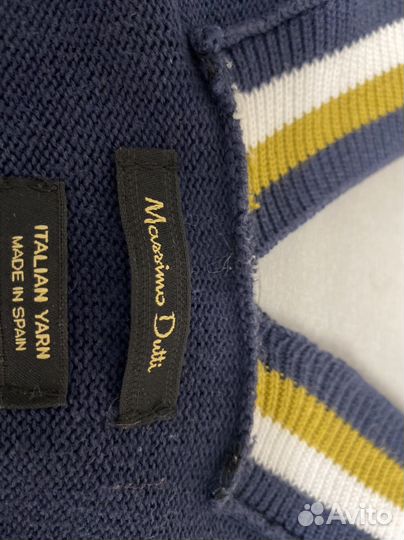 Massimo Dutti
ITALIAN YARN
MADE IN SPAIN
Avito